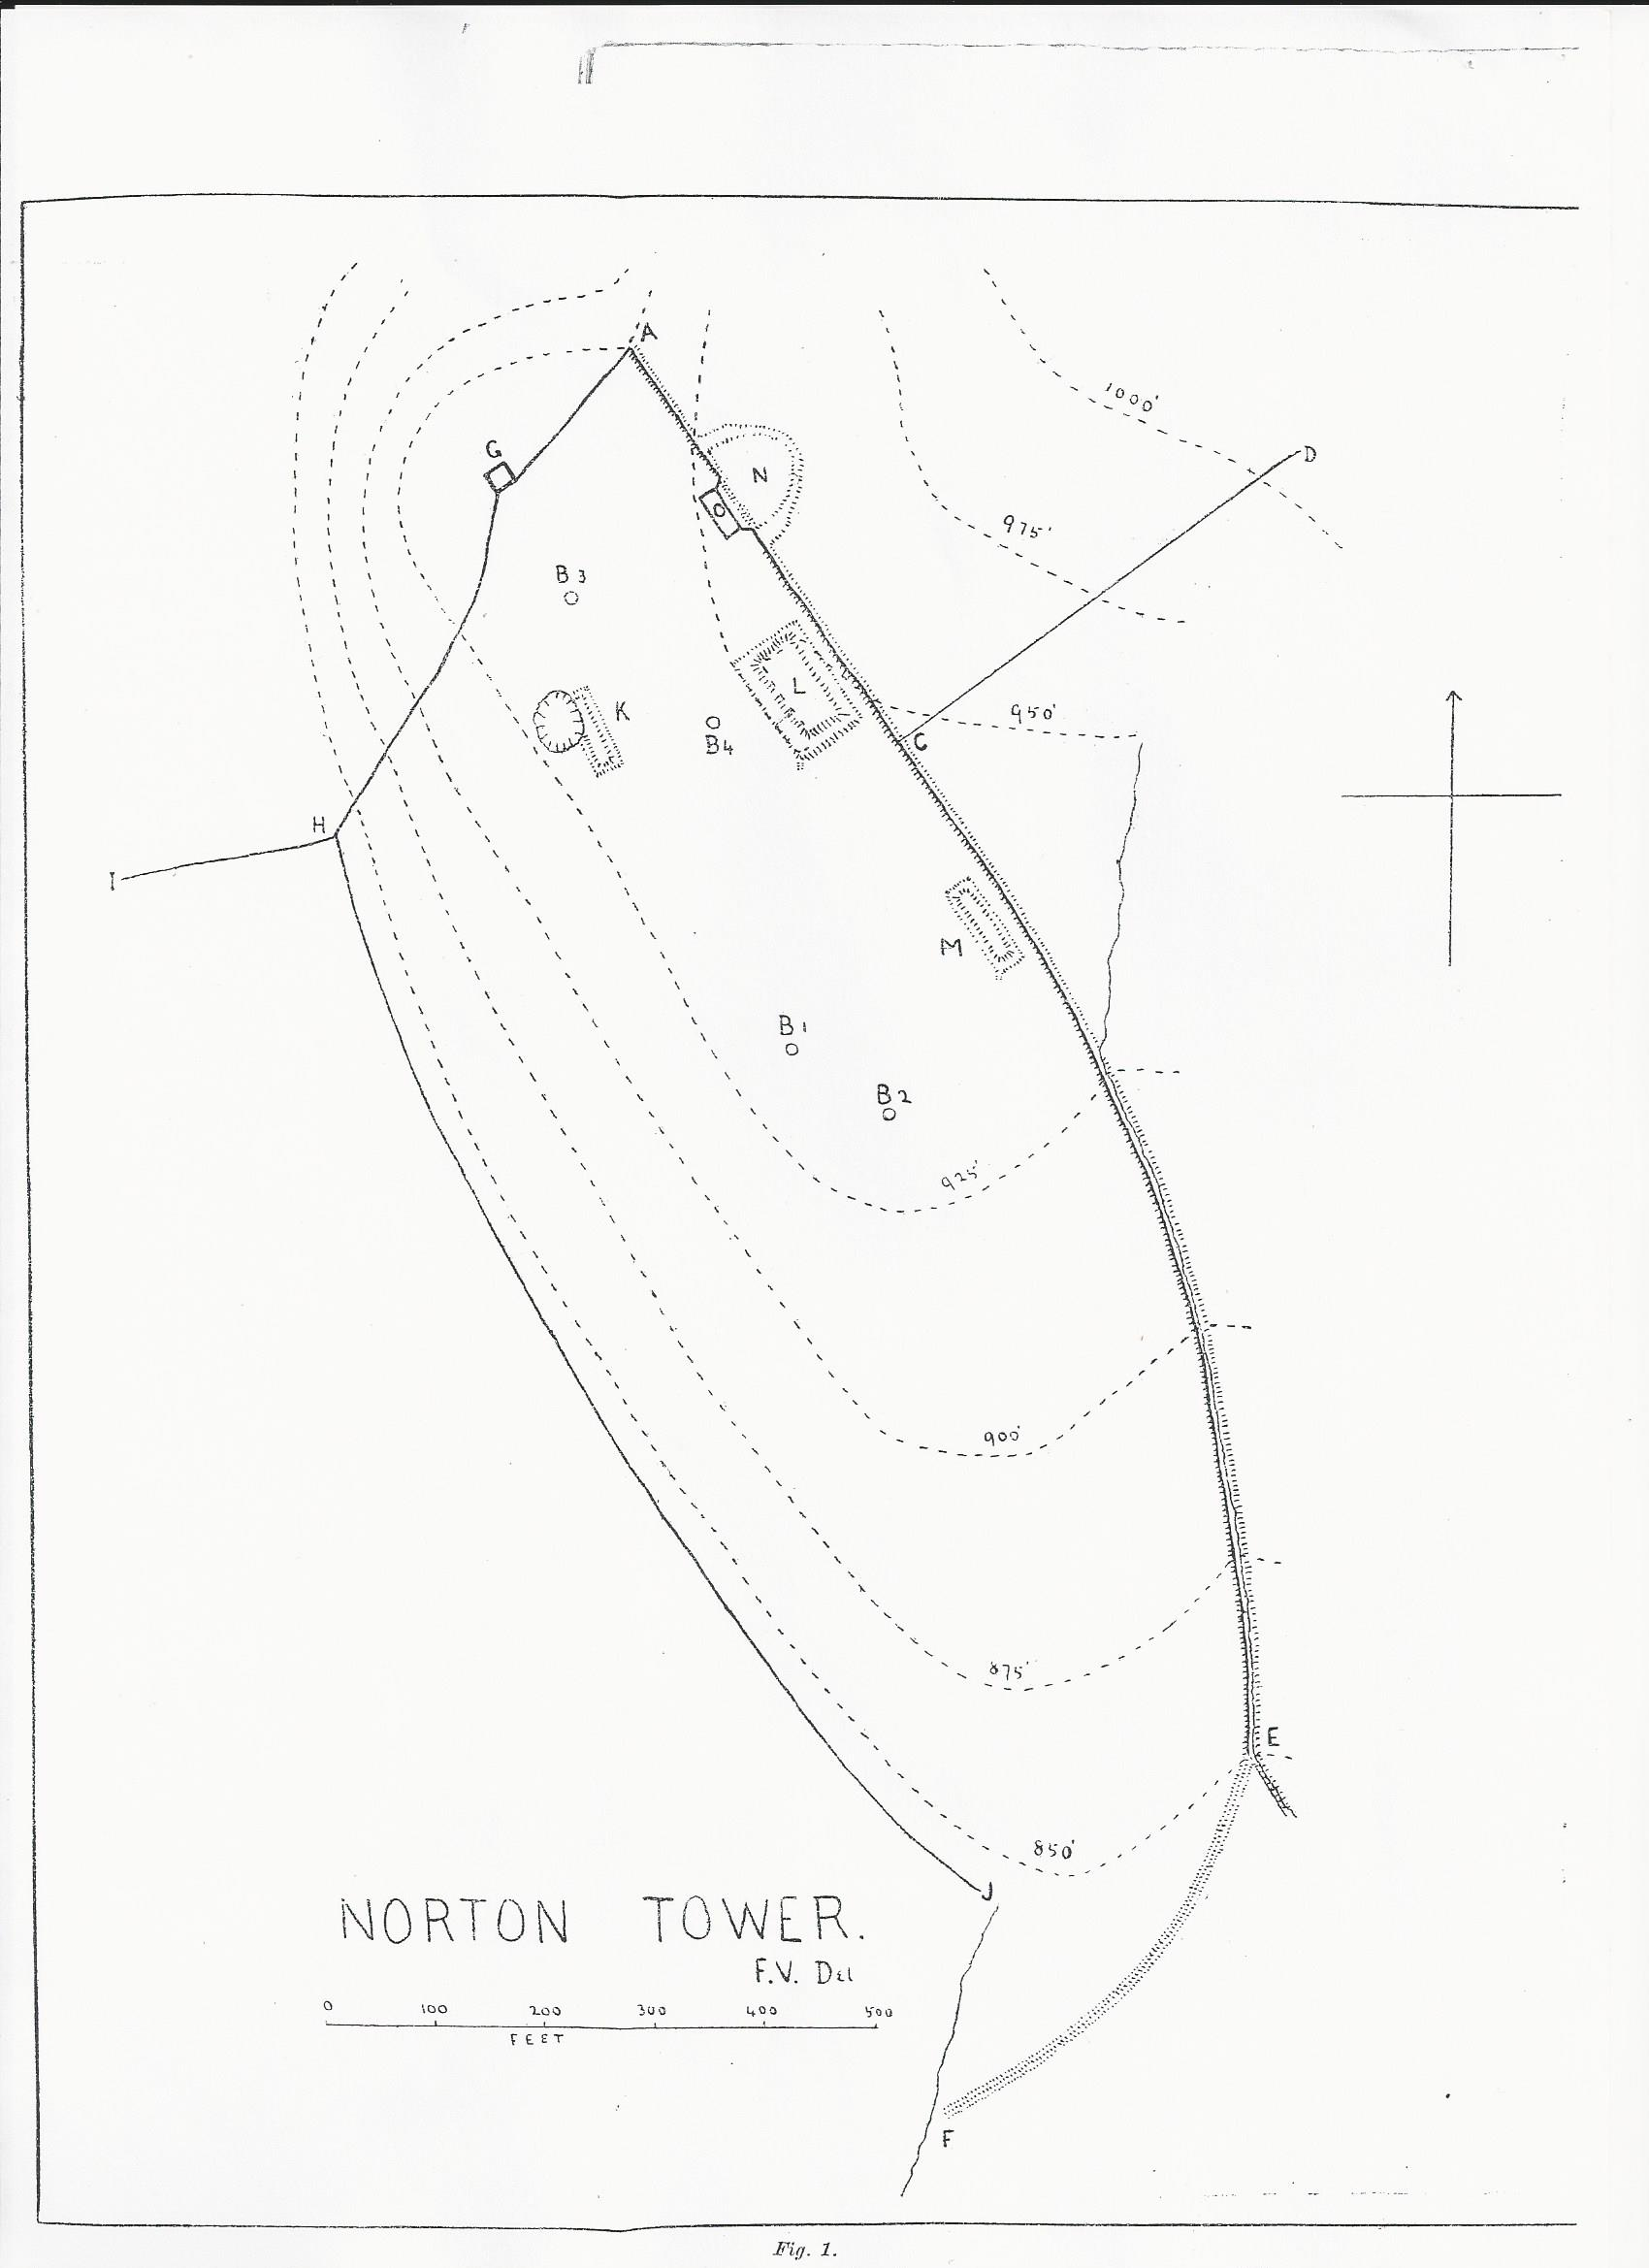 A
1000'
G
D
N
O
975'
B3
K
L
950'
B4
C
H
I
M
B1
B2
925'
900'
875'
E
850'
J
NORTON TOWER.
F.V. Del
0 100 200 300 400 500
FEET
F
Fig. 1.